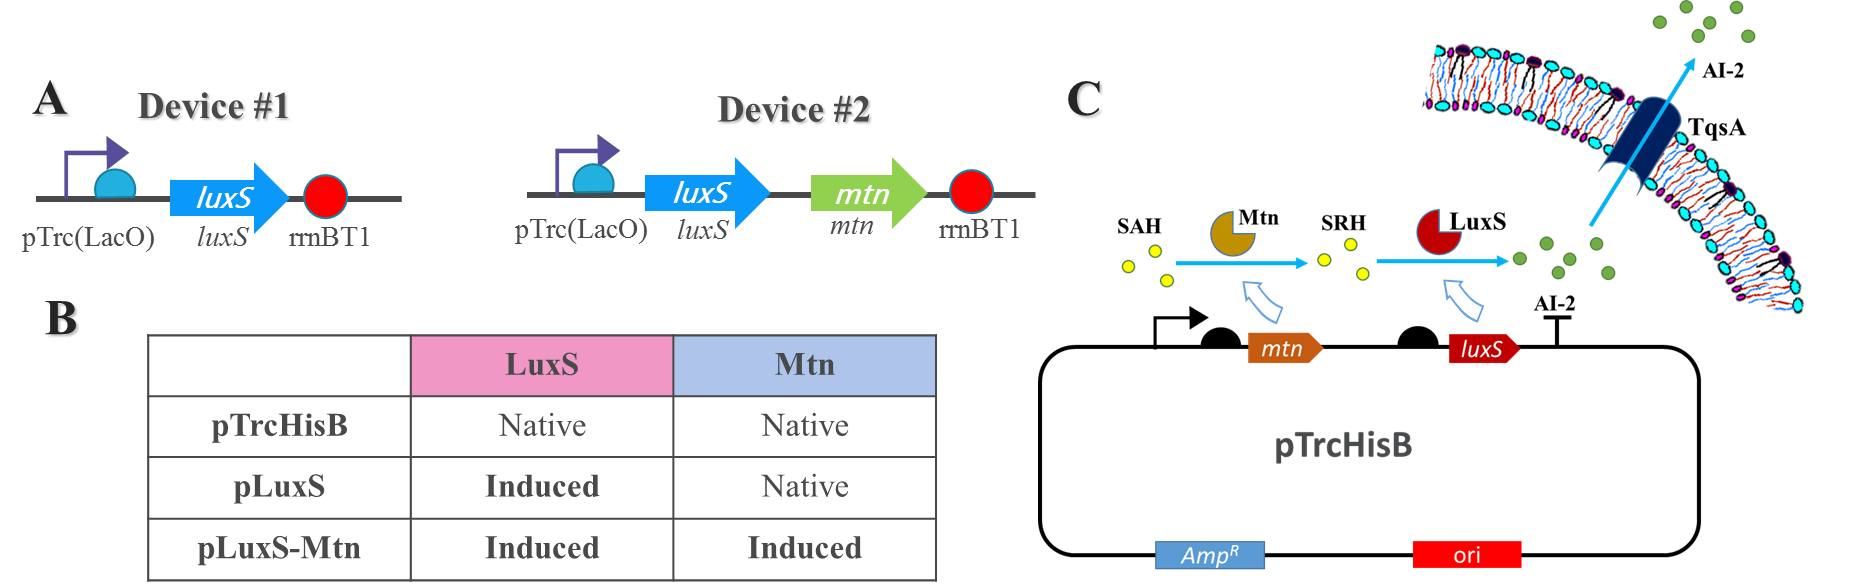 A
Device #1
luxS
pTrc(LacO)
luxS
rrnBT1
Device #2
luxS
mtn
pTrc(LacO)
luxS
mtn
rrnBT1
B
LuxS Mtn
pTrcHisB Native Native
pLuxS Induced Native
pLuxS-Mtn Induced Induced
C
AI-2
TqsA
SAH
Mtn
SRH
LuxS
AI-2
mtn
luxS
pTrcHisB
AmpR
ori